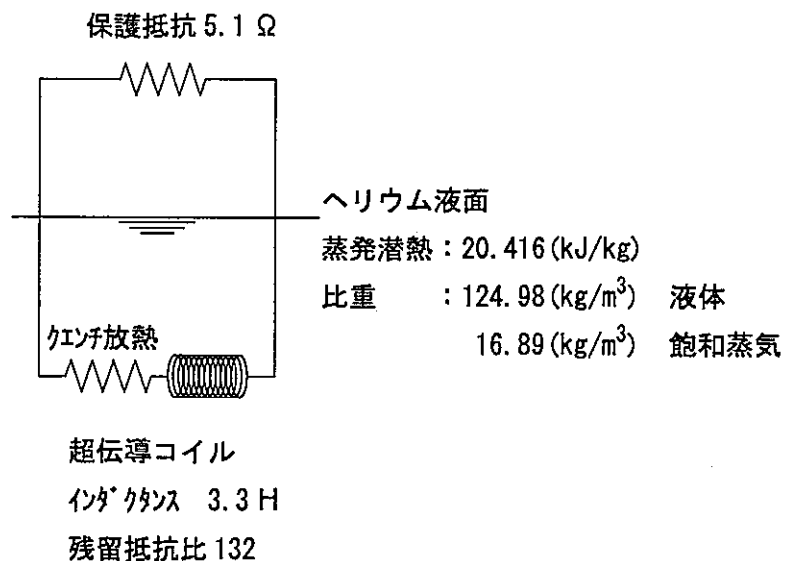 保護抵抗 5.1 Ω
ヘリウム液面
蒸発潜熱：20.416(kJ/kg)
比重　　：124.98(kg/m³)　液体
16.89(kg/m³)　飽和蒸気
クエンチ放熱
超伝導コイル
インダクタンス　3.3 H
残留抵抗比 132